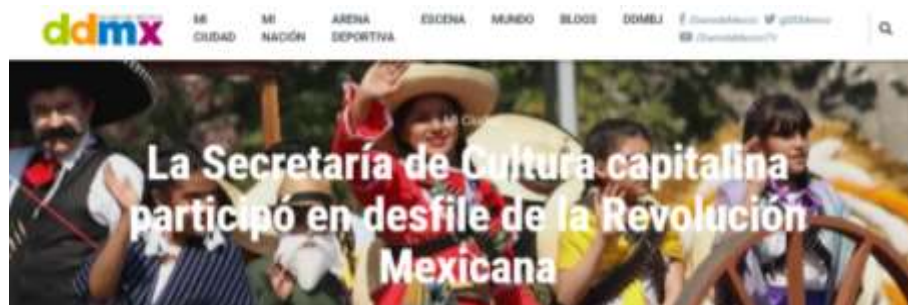 ddmx
MI CIUDAD
MI NACIÓN
ARENA DEPORTIVA
ESCENA
MUNDO
BLOGS
DDMBJ
La Secretaría de Cultura capitalina
participó en desfile de la Revolución
Mexicana